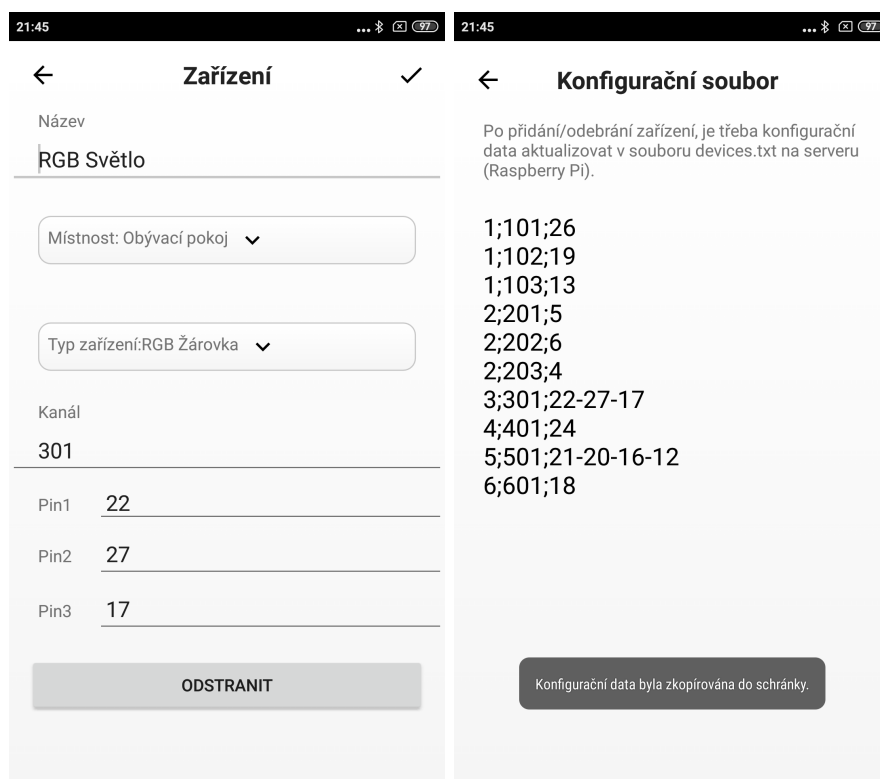 21:45
97
Zařízení
Název
RGB Světlo
Místnost: Obývací pokoj
Typ zařízení:RGB Žárovka
Kanál
301
Pin1 22
Pin2 27
Pin3 17
ODSTRANIT
21:45
97
Konfigurační soubor
Po přidání/odebrání zařízení, je třeba konfigurační
data aktualizovat v souboru devices.txt na serveru
(Raspberry Pi).
1;101;26
1;102;19
1;103;13
2;201;5
2;202;6
2;203;4
3;301;22-27-17
4;401;24
5;501;21-20-16-12
6;601;18
Konfigurační data byla zkopírována do schránky.